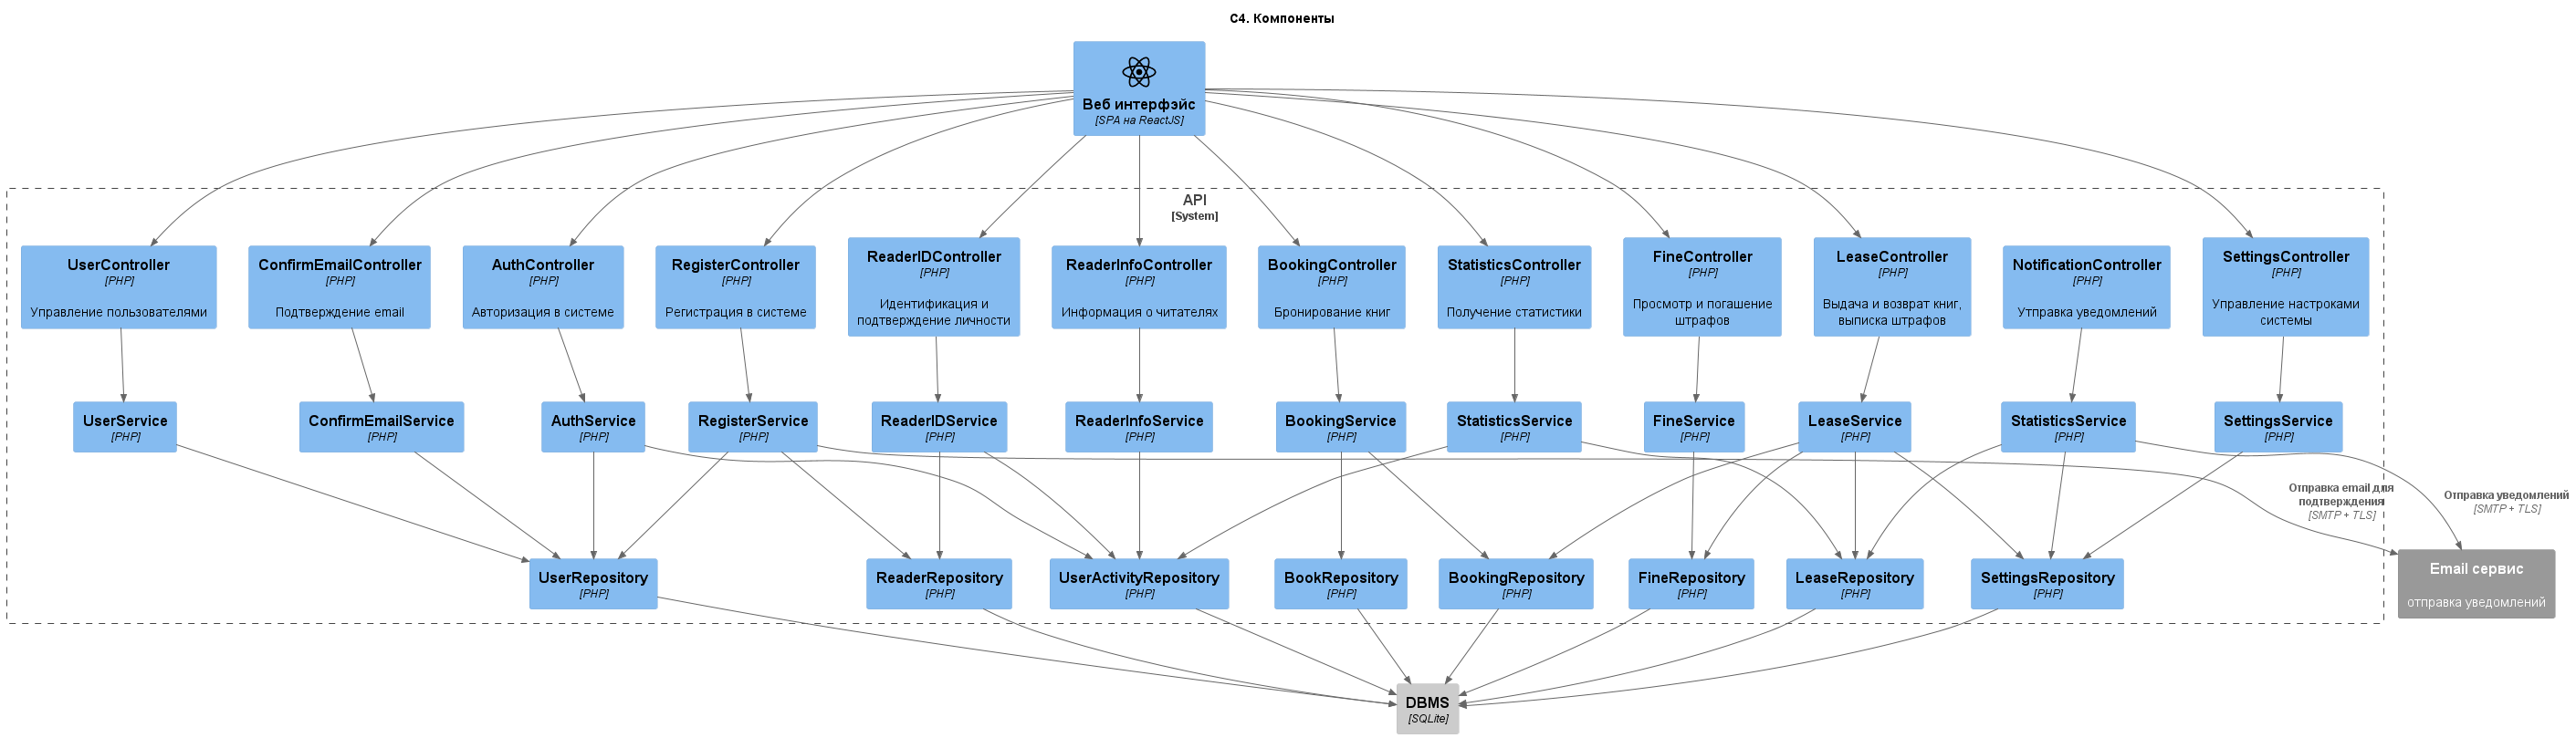 C4. Компоненты
Веб интерфэйс
[SPA на ReactJS]
API
[System]
UserController
[PHP]
Управление пользователями
ConfirmEmailController
[PHP]
Подтверждение email
AuthController
[PHP]
Авторизация в системе
RegisterController
[PHP]
Регистрация в системе
ReaderIDController
[PHP]
Идентификация и
подтверждение личности
ReaderInfoController
[PHP]
Информация о читателях
BookingController
[PHP]
Бронирование книг
StatisticsController
[PHP]
Получение статистики
FineController
[PHP]
Просмотр и погашение
штрафов
LeaseController
[PHP]
Выдача и возврат книг,
выписка штрафов
NotificationController
[PHP]
Утправка уведомлений
SettingsController
[PHP]
Управление настроками
системы
UserService
[PHP]
ConfirmEmailService
[PHP]
AuthService
[PHP]
RegisterService
[PHP]
ReaderIDService
[PHP]
ReaderInfoService
[PHP]
BookingService
[PHP]
StatisticsService
[PHP]
FineService
[PHP]
LeaseService
[PHP]
StatisticsService
[PHP]
SettingsService
[PHP]
Отправка email для
подтверждения
[SMTP + TLS]
Отправка уведомлений
[SMTP + TLS]
UserRepository
[PHP]
ReaderRepository
[PHP]
UserActivityRepository
[PHP]
BookRepository
[PHP]
BookingRepository
[PHP]
FineRepository
[PHP]
LeaseRepository
[PHP]
SettingsRepository
[PHP]
Email сервис
отправка уведомлений
DBMS
[SQLite]